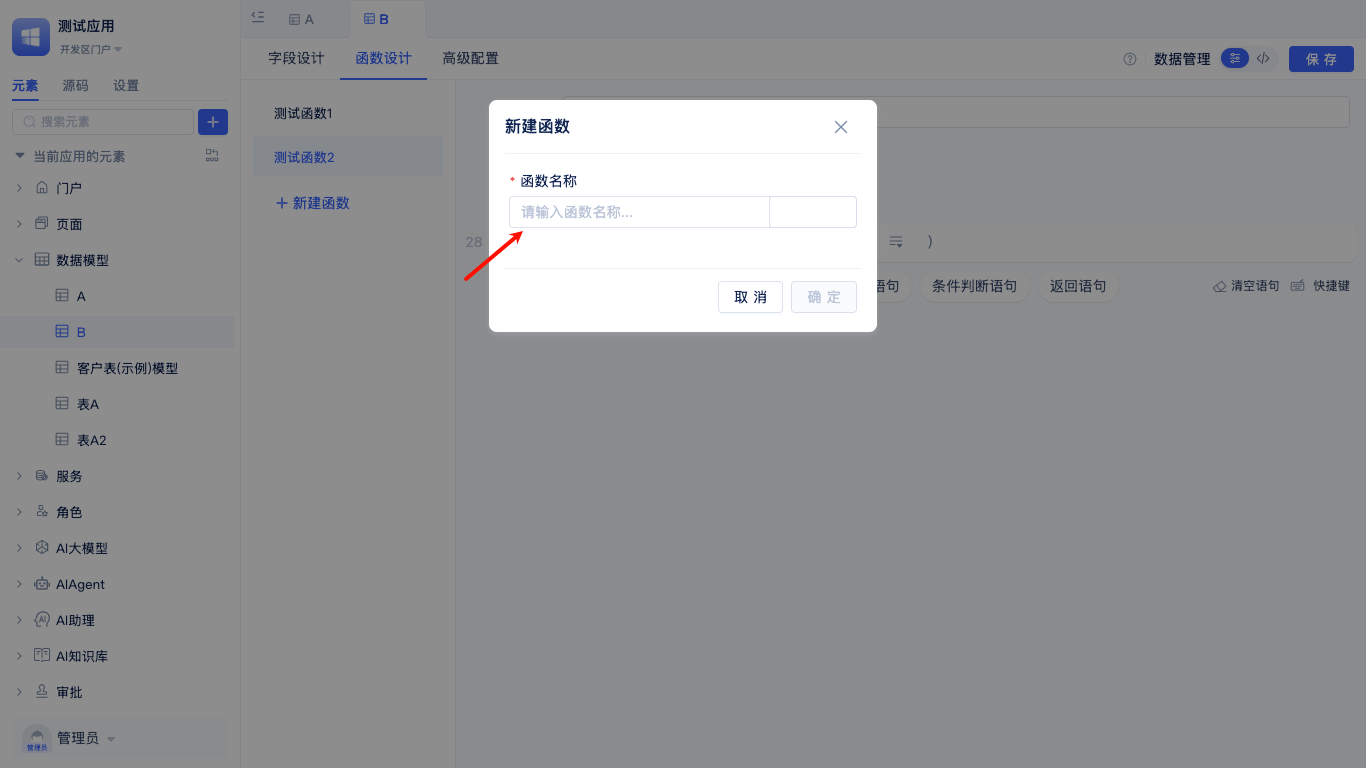 测试应用
开发区门户
元素 源码 设置
搜索元素
当前应用的元素
门户
页面
数据模型
A
B
客户表(示例)模型
表A
表A2
服务
角色
AI大模型
AIAgent
AI助理
AI知识库
审批
管理员
管理员
A B
字段设计 函数设计 高级配置
数据管理 保 存
测试函数1
测试函数2
新建函数
新建函数
* 函数名称
请输入函数名称...
取 消 确 定
28 )
语句 条件判断语句 返回语句 清空语句 快捷键